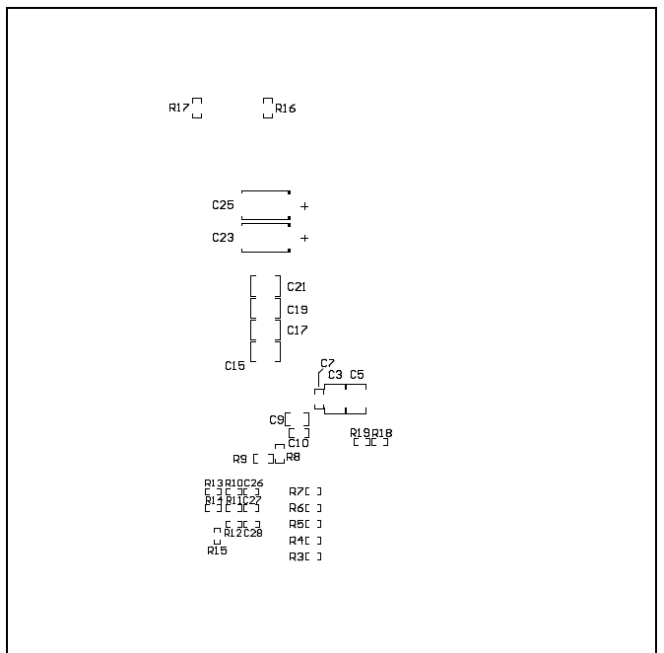 R17 R16
C25 +
C23 +
C21
C19
C17
C15
C7
C3 C5
C9
C10
R19 R18
R9 R8
R13 R10 C26
R7
R14 R11 C27
R6
R5
R12 C28
R4
R15
R3